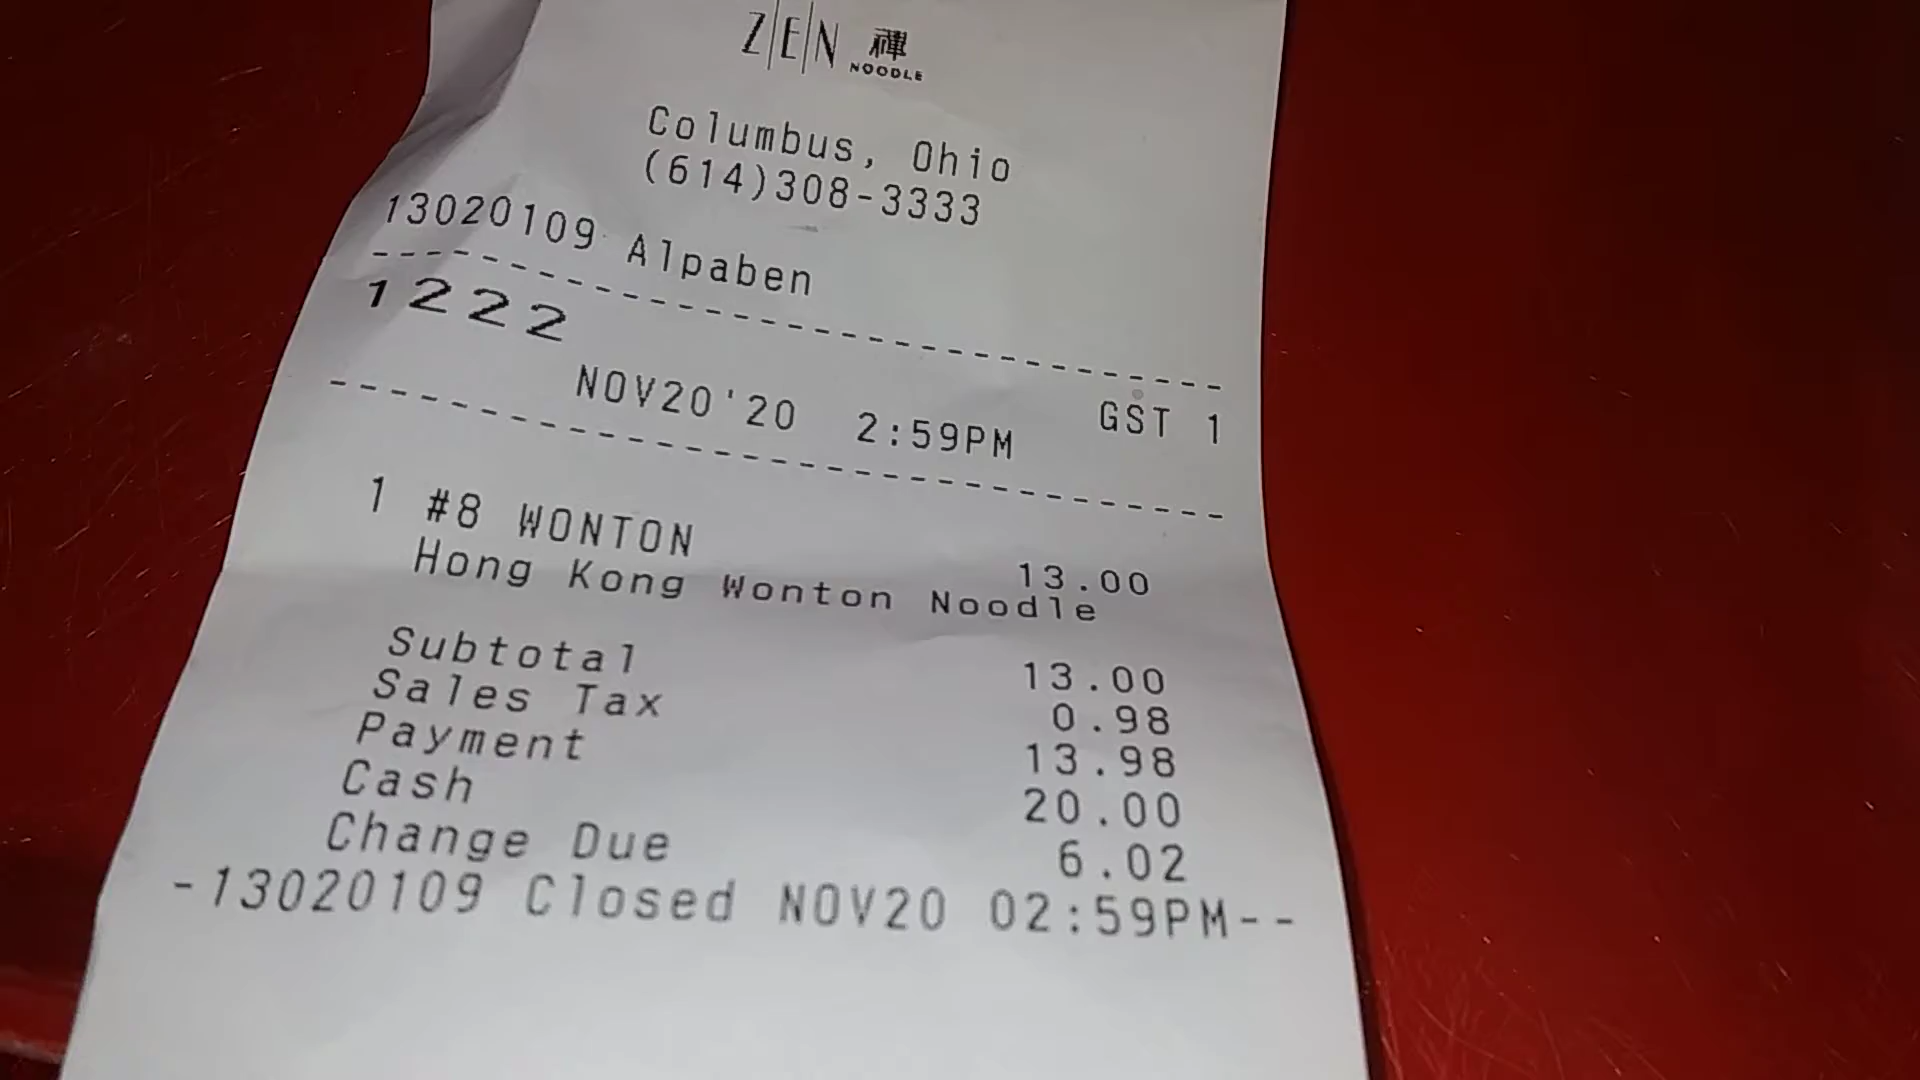 ZEN 禪
NOODLE
Columbus, Ohio
(614)308-3333
13020109 Alpaben
1222 GST 1
NOV20'20 2:59PM
1 #8 WONTON 13.00
Hong Kong Wonton Noodle
Subtotal 13.00
Sales Tax 0.98
Payment 13.98
Cash 20.00
Change Due 6.02
-13020109 Closed NOV20 02:59PM--